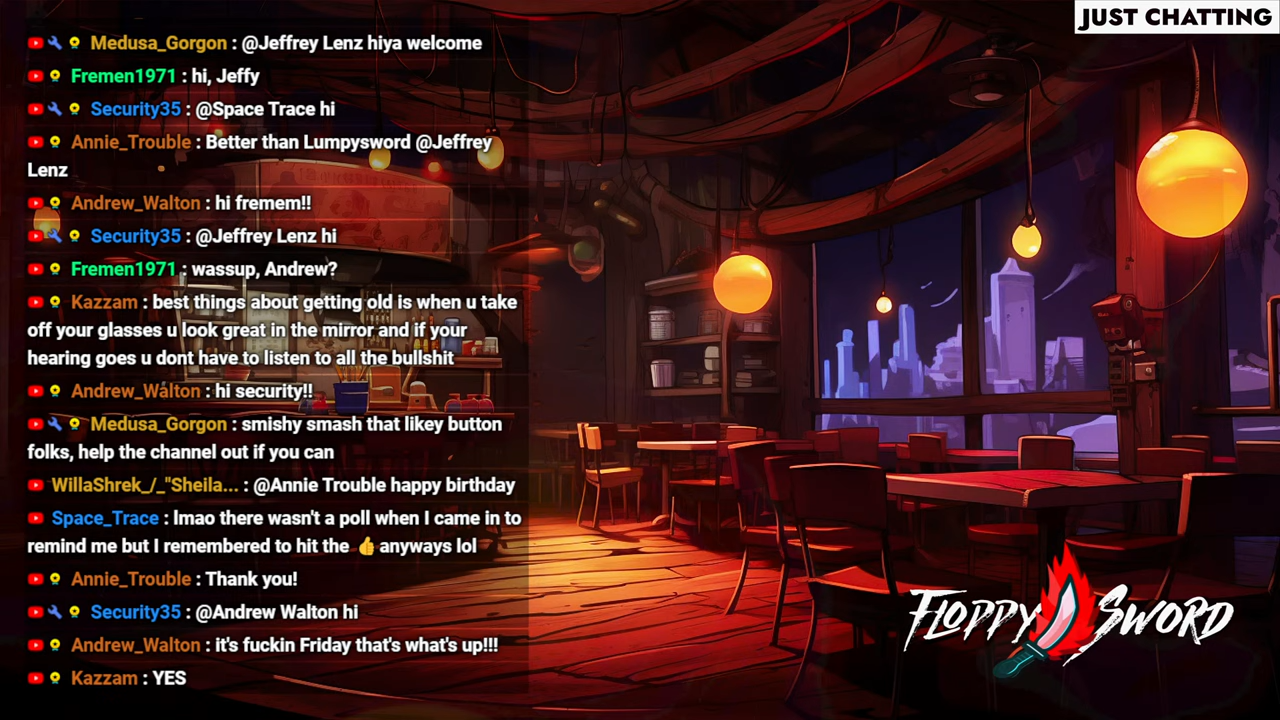 JUST CHATTING
Medusa_Gorgon : @Jeffrey Lenz hiya welcome
Fremen1971 : hi, Jeffy
Security35 : @Space Trace hi
Annie_Trouble : Better than Lumpysword @Jeffrey
Lenz
Andrew_Walton : hi fremem!!
Security35 : @Jeffrey Lenz hi
Fremen1971 : wassup, Andrew?
Kazzam : best things about getting old is when u take
off your glasses u look great in the mirror and if your
hearing goes u dont have to listen to all the bullshit
Andrew_Walton : hi security!!
Medusa_Gorgon : smishy smash that likey button
folks, help the channel out if you can
WillaShrek_/_"Sheila... : @Annie Trouble happy birthday
Space_Trace : lmao there wasn't a poll when I came in to
remind me but I remembered to hit the 👍 anyways lol
Annie_Trouble : Thank you!
Security35 : @Andrew Walton hi
Andrew_Walton : it's fuckin Friday that's what's up!!!
Kazzam : YES
FLOPPY SWORD